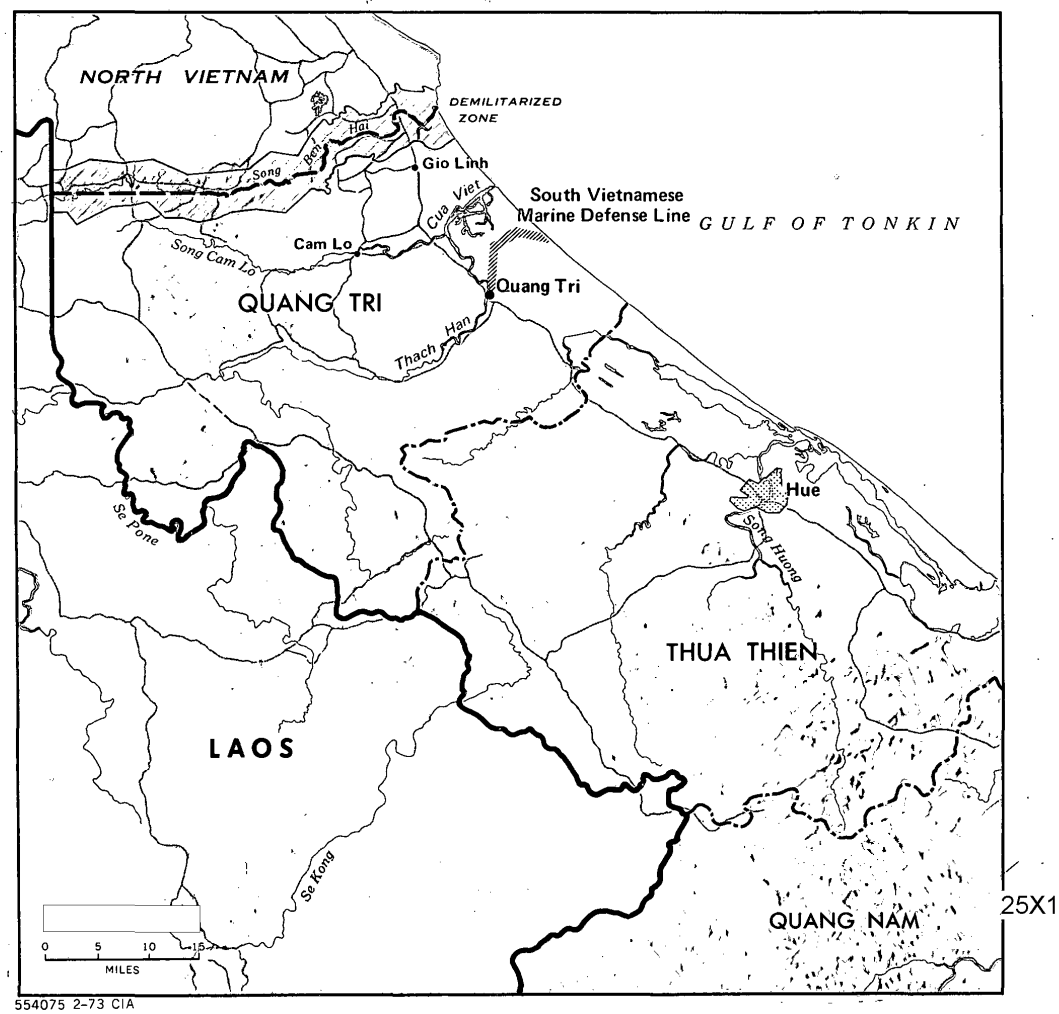 NORTH VIETNAM
DEMILITARIZED
ZONE
Song Ben Hai
Gio Linh
Cua Viet
South Vietnamese
Marine Defense Line
GULF OF TONKIN
Cam Lo
Song Cam Lo
Quang Tri
QUANG TRI
Thach Han
Hue
Se Pone
Song Huong
THUA THIEN
LAOS
Se Kong
QUANG NAM
25X1
0 5 10 15
MILES
554075 2-73 CIA